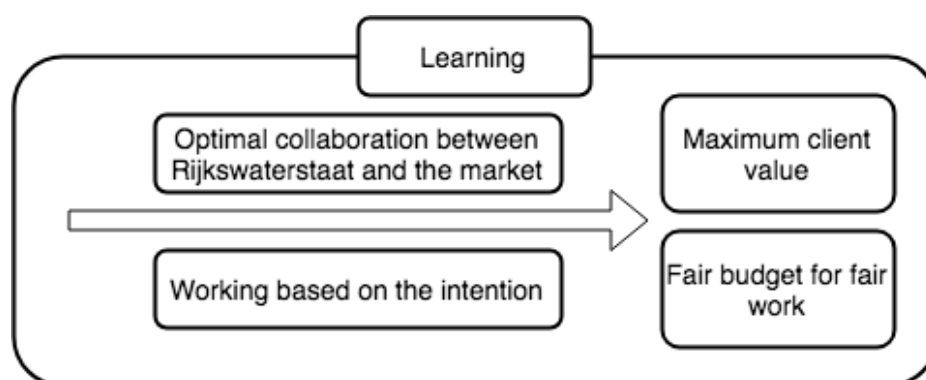 Learning
Optimal collaboration between
Rijkswaterstaat and the market
Working based on the intention
Maximum client
value
Fair budget for fair
work